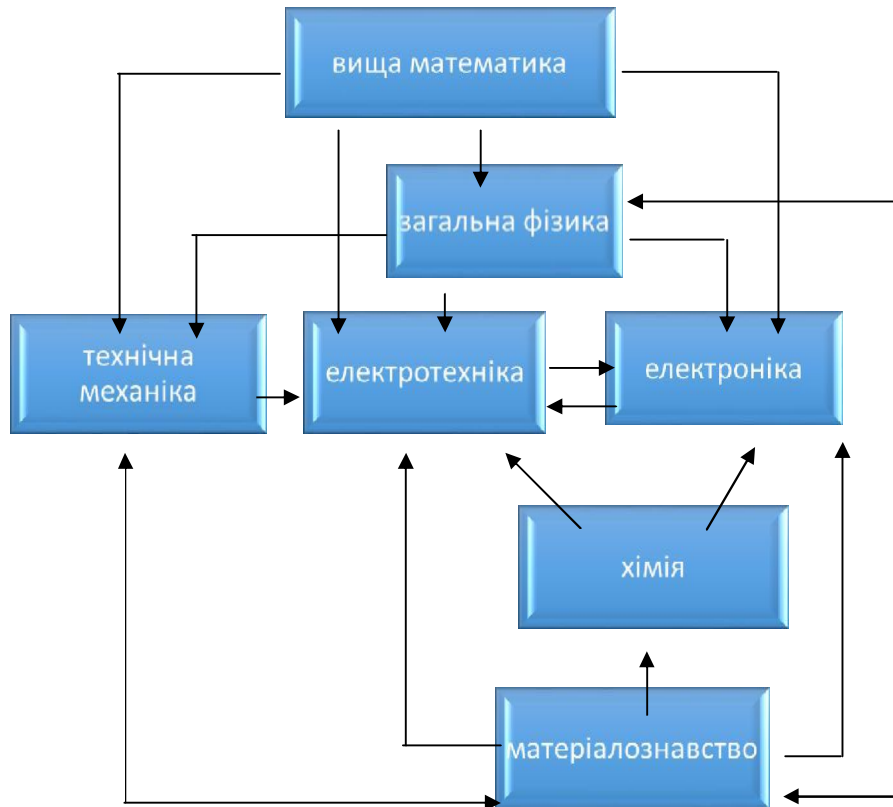 вища математика
загальна фізика
технічна
механіка
електротехніка
електроніка
хімія
матеріалознавство